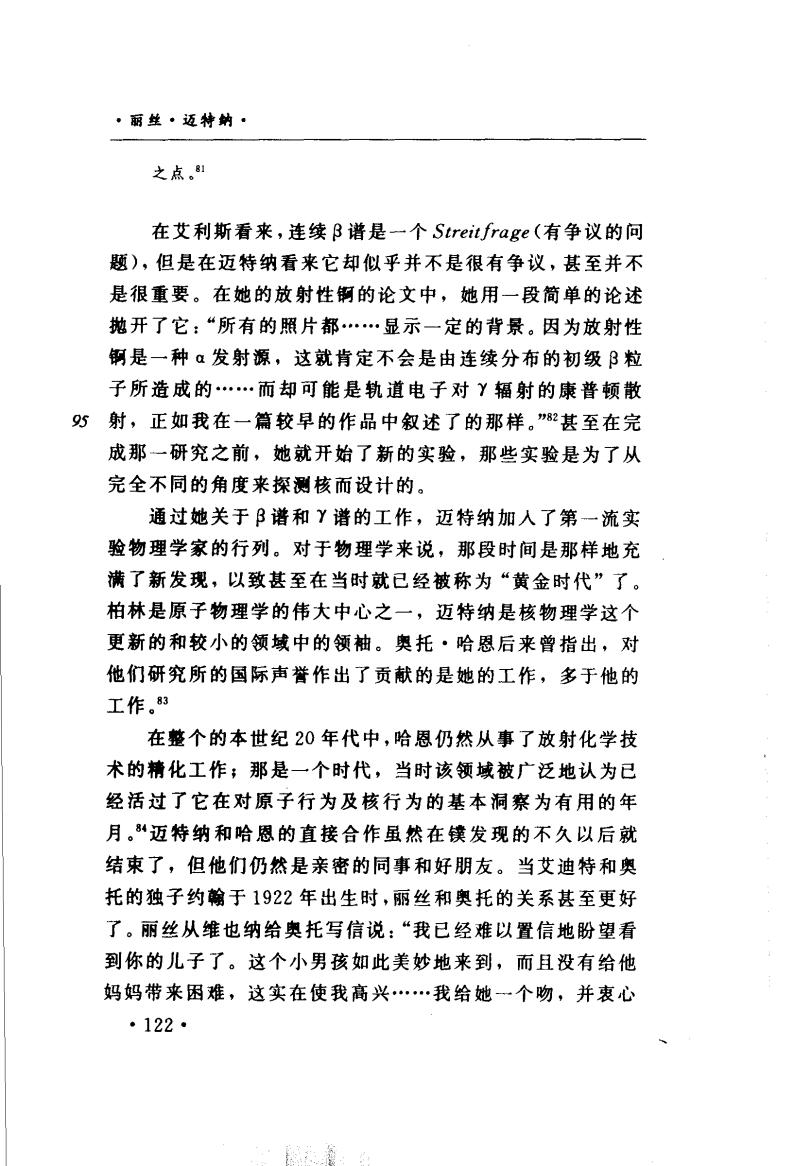 ·丽丝·迈特纳·
之点。81
在艾利斯看来,连续β谱是一个Streitfrage(有争议的问
题),但是在迈特纳看来它却似乎并不是很有争议,甚至并不
是很重要。在她的放射性锕的论文中,她用一段简单的论述
抛开了它:“所有的照片都……显示一定的背景。因为放射性
锕是一种α发射源,这就肯定不会是由连续分布的初级β粒
子所造成的……而却可能是轨道电子对γ辐射的康普顿散
95 射,正如我在一篇较早的作品中叙述了的那样。”82甚至在完
成那一研究之前,她就开始了新的实验,那些实验是为了从
完全不同的角度来探测核而设计的。
通过她关于β谱和γ谱的工作,迈特纳加入了第一流实
验物理学家的行列。对于物理学来说,那段时间是那样地充
满了新发现,以致甚至在当时就已经被称为“黄金时代”了。
柏林是原子物理学的伟大中心之一,迈特纳是核物理学这个
更新的和较小的领域中的领袖。奥托·哈恩后来曾指出,对
他们研究所的国际声誉作出了贡献的是她的工作,多于他的
工作。83
在整个的本世纪20年代中,哈恩仍然从事了放射化学技
术的精化工作;那是一个时代,当时该领域被广泛地认为已
经活过了它在对原子行为及核行为的基本洞察为有用的年
月。84迈特纳和哈恩的直接合作虽然在镤发现的不久以后就
结束了,但他们仍然是亲密的同事和好朋友。当艾迪特和奥
托的独子约翰于1922年出生时,丽丝和奥托的关系甚至更好
了。丽丝从维也纳给奥托写信说:“我已经难以置信地盼望看
到你的儿子了。这个小男孩如此美妙地来到,而且没有给他
妈妈带来困难,这实在使我高兴……我给她一个吻,并衷心
·122·